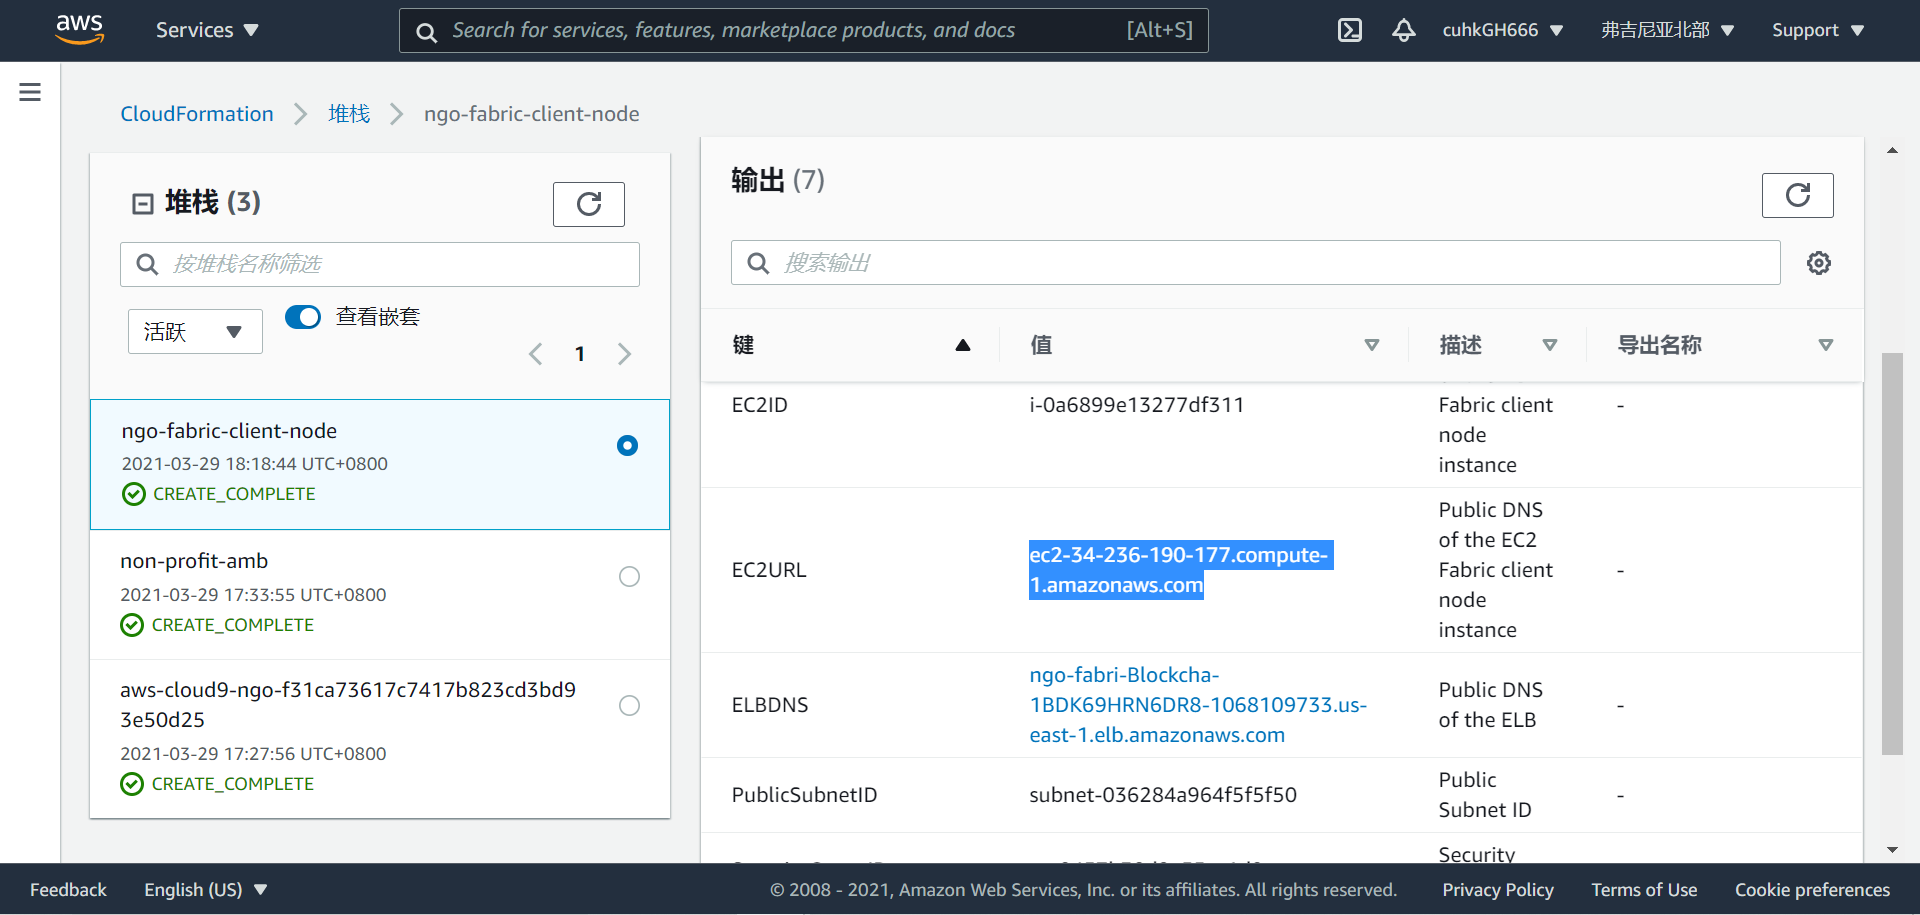 aws
Services
Search for services, features, marketplace products, and docs
[Alt+S]
cuhkGH666
弗吉尼亚北部
Support
CloudFormation
堆栈
ngo-fabric-client-node
堆栈 (3)
按堆栈名称筛选
活跃
查看嵌套
1
ngo-fabric-client-node
2021-03-29 18:18:44 UTC+0800
CREATE_COMPLETE
non-profit-amb
2021-03-29 17:33:55 UTC+0800
CREATE_COMPLETE
aws-cloud9-ngo-f31ca73617c7417b823cd3bd9
3e50d25
2021-03-29 17:27:56 UTC+0800
CREATE_COMPLETE
输出 (7)
搜索输出
键
值
描述
导出名称
EC2ID
i-0a6899e13277df311
Fabric client
node
instance
-
EC2URL
ec2-34-236-190-177.compute-
1.amazonaws.com
Public DNS
of the EC2
Fabric client
node
instance
-
ELBDNS
ngo-fabri-Blockcha-
1BDK69HRN6DR8-1068109733.us-
east-1.elb.amazonaws.com
Public DNS
of the ELB
-
PublicSubnetID
subnet-036284a964f5f5f50
Public
Subnet ID
-
Security
Feedback
English (US)
© 2008 - 2021, Amazon Web Services, Inc. or its affiliates. All rights reserved.
Privacy Policy
Terms of Use
Cookie preferences